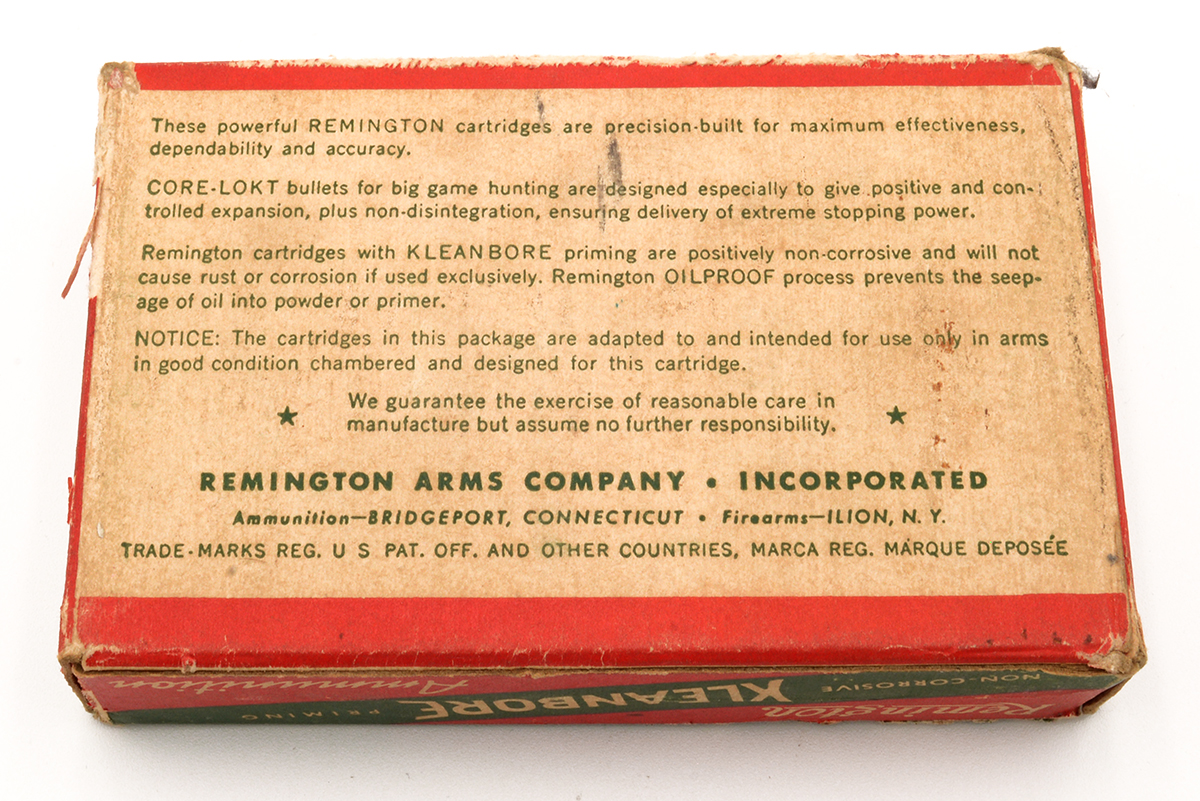 These powerful REMINGTON cartridges are precision-built for maximum effectiveness,
dependability and accuracy.
CORE-LOKT bullets for big game hunting are designed especially to give positive and con-
trolled expansion, plus non-disintegration, ensuring delivery of extreme stopping power.
Remington cartridges with KLEANBORE priming are positively non-corrosive and will not
cause rust or corrosion if used exclusively. Remington OILPROOF process prevents the seep-
age of oil into powder or primer.
NOTICE: The cartridges in this package are adapted to and intended for use only in arms
in good condition chambered and designed for this cartridge.
We guarantee the exercise of reasonable care in
manufacture but assume no further responsibility.
REMINGTON ARMS COMPANY • INCORPORATED
Ammunition—BRIDGEPORT, CONNECTICUT • Firearms—ILION, N. Y.
TRADE-MARKS REG. U S PAT. OFF. AND OTHER COUNTRIES, MARCA REG. MARQUE DEPOSÉE
Remington
NON-CORROSIVE KLEANBORE PRIMING
Ammunition